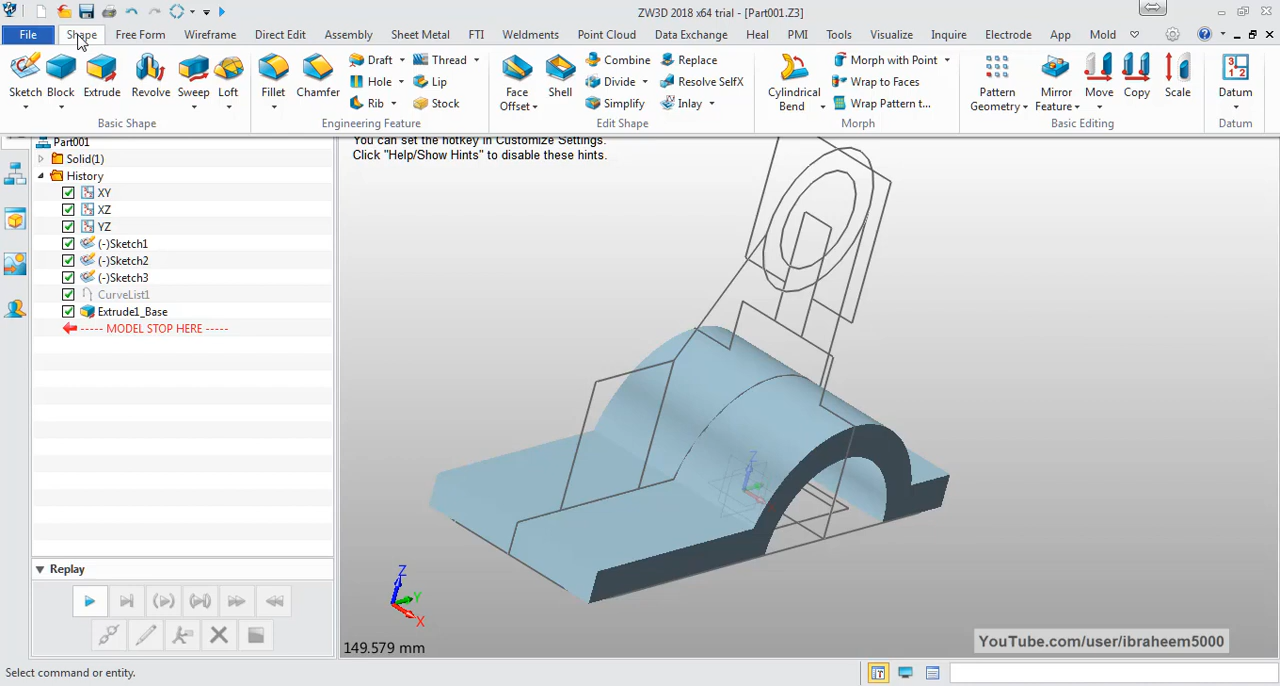 ZW3D 2018 x64 trial - [Part001.Z3]
File Shape Free Form Wireframe Direct Edit Assembly Sheet Metal FTI Weldments Point Cloud Data Exchange Heal PMI Tools Visualize Inquire Electrode App Mold
Sketch Block Extrude Revolve Sweep Loft
Basic Shape
Fillet Chamfer Draft Hole Rib Thread Lip Stock
Engineering Feature
Face Offset Shell Combine Divide Simplify Replace Resolve SelfX Inlay
Edit Shape
Cylindrical Bend Morph with Point Wrap to Faces Wrap Pattern t...
Morph
Pattern Geometry Mirror Feature Move Copy Scale
Basic Editing
Datum
Datum
Part001
Solid(1)
History
XY
XZ
YZ
(-)Sketch1
(-)Sketch2
(-)Sketch3
CurveList1
Extrude1_Base
----- MODEL STOP HERE -----
Replay
You can set the hotkey in Customize Settings.
Click "Help/Show Hints" to disable these hints.
Z
Z
Y
X
149.579 mm
YouTube.com/user/ibraheem5000
Select command or entity.